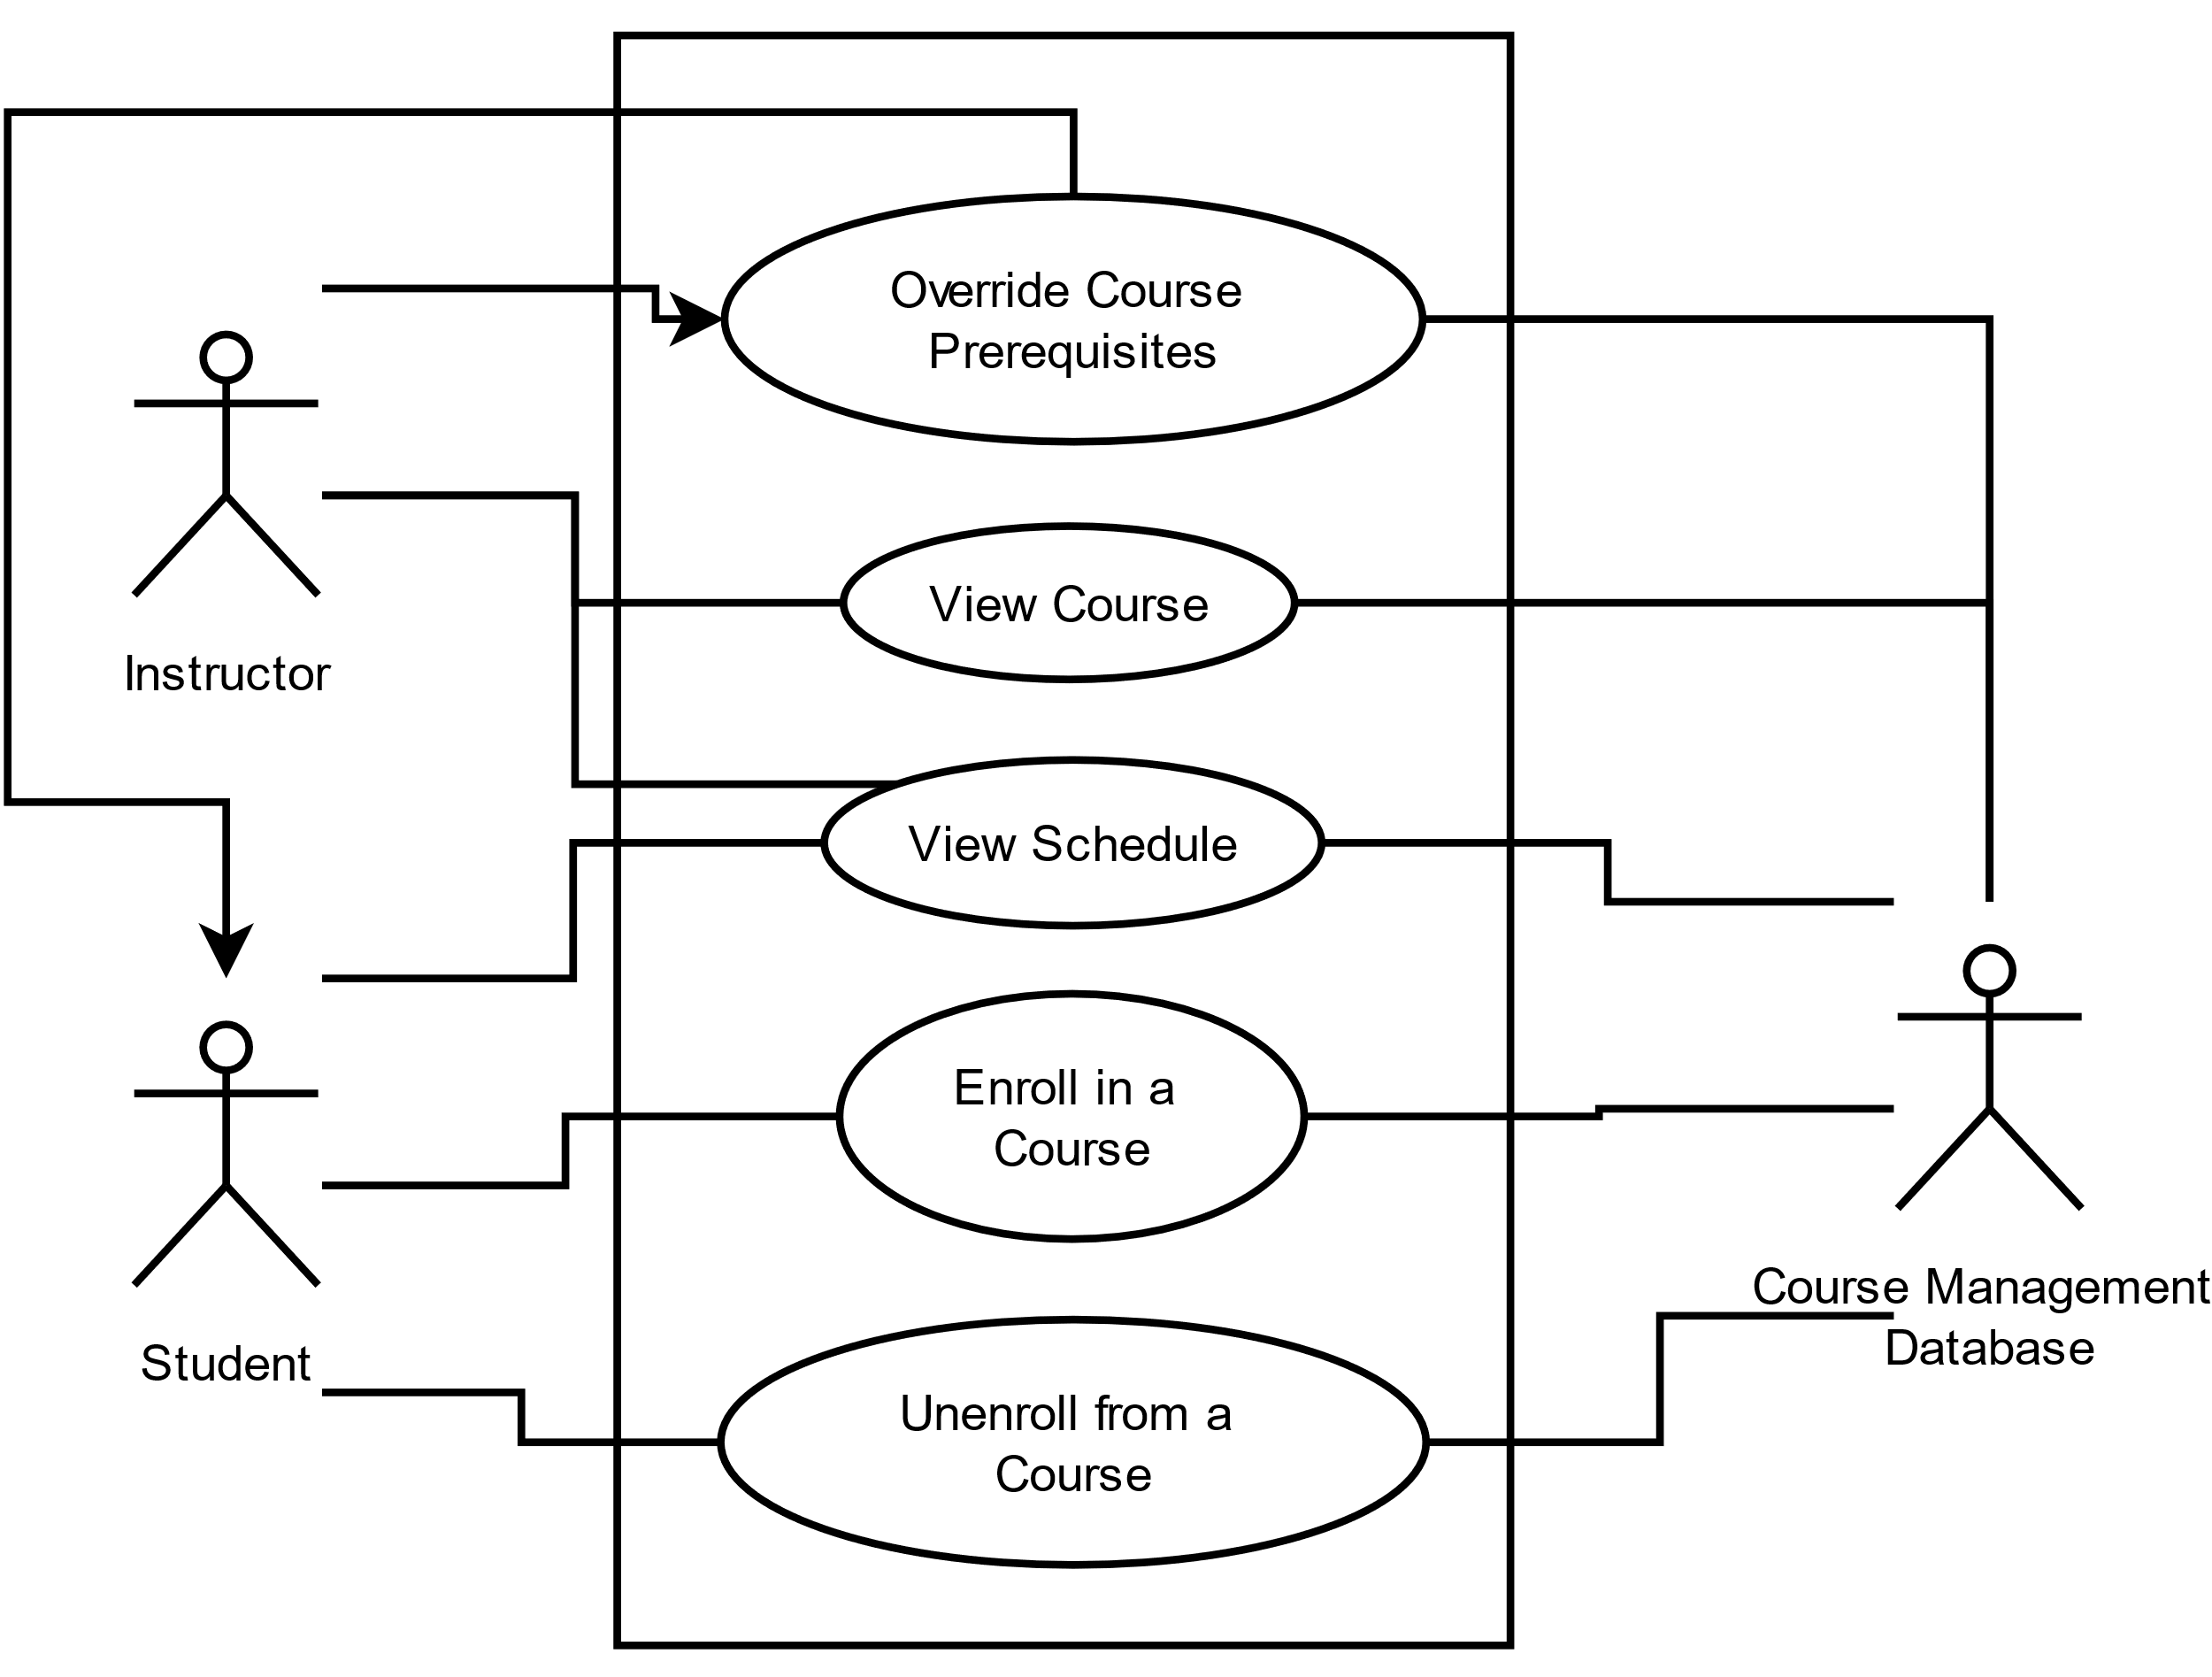 Override Course
Prerequisites
View Course
Instructor
View Schedule
Enroll in a
Course
Course Management
Database
Student
Unenroll from a
Course